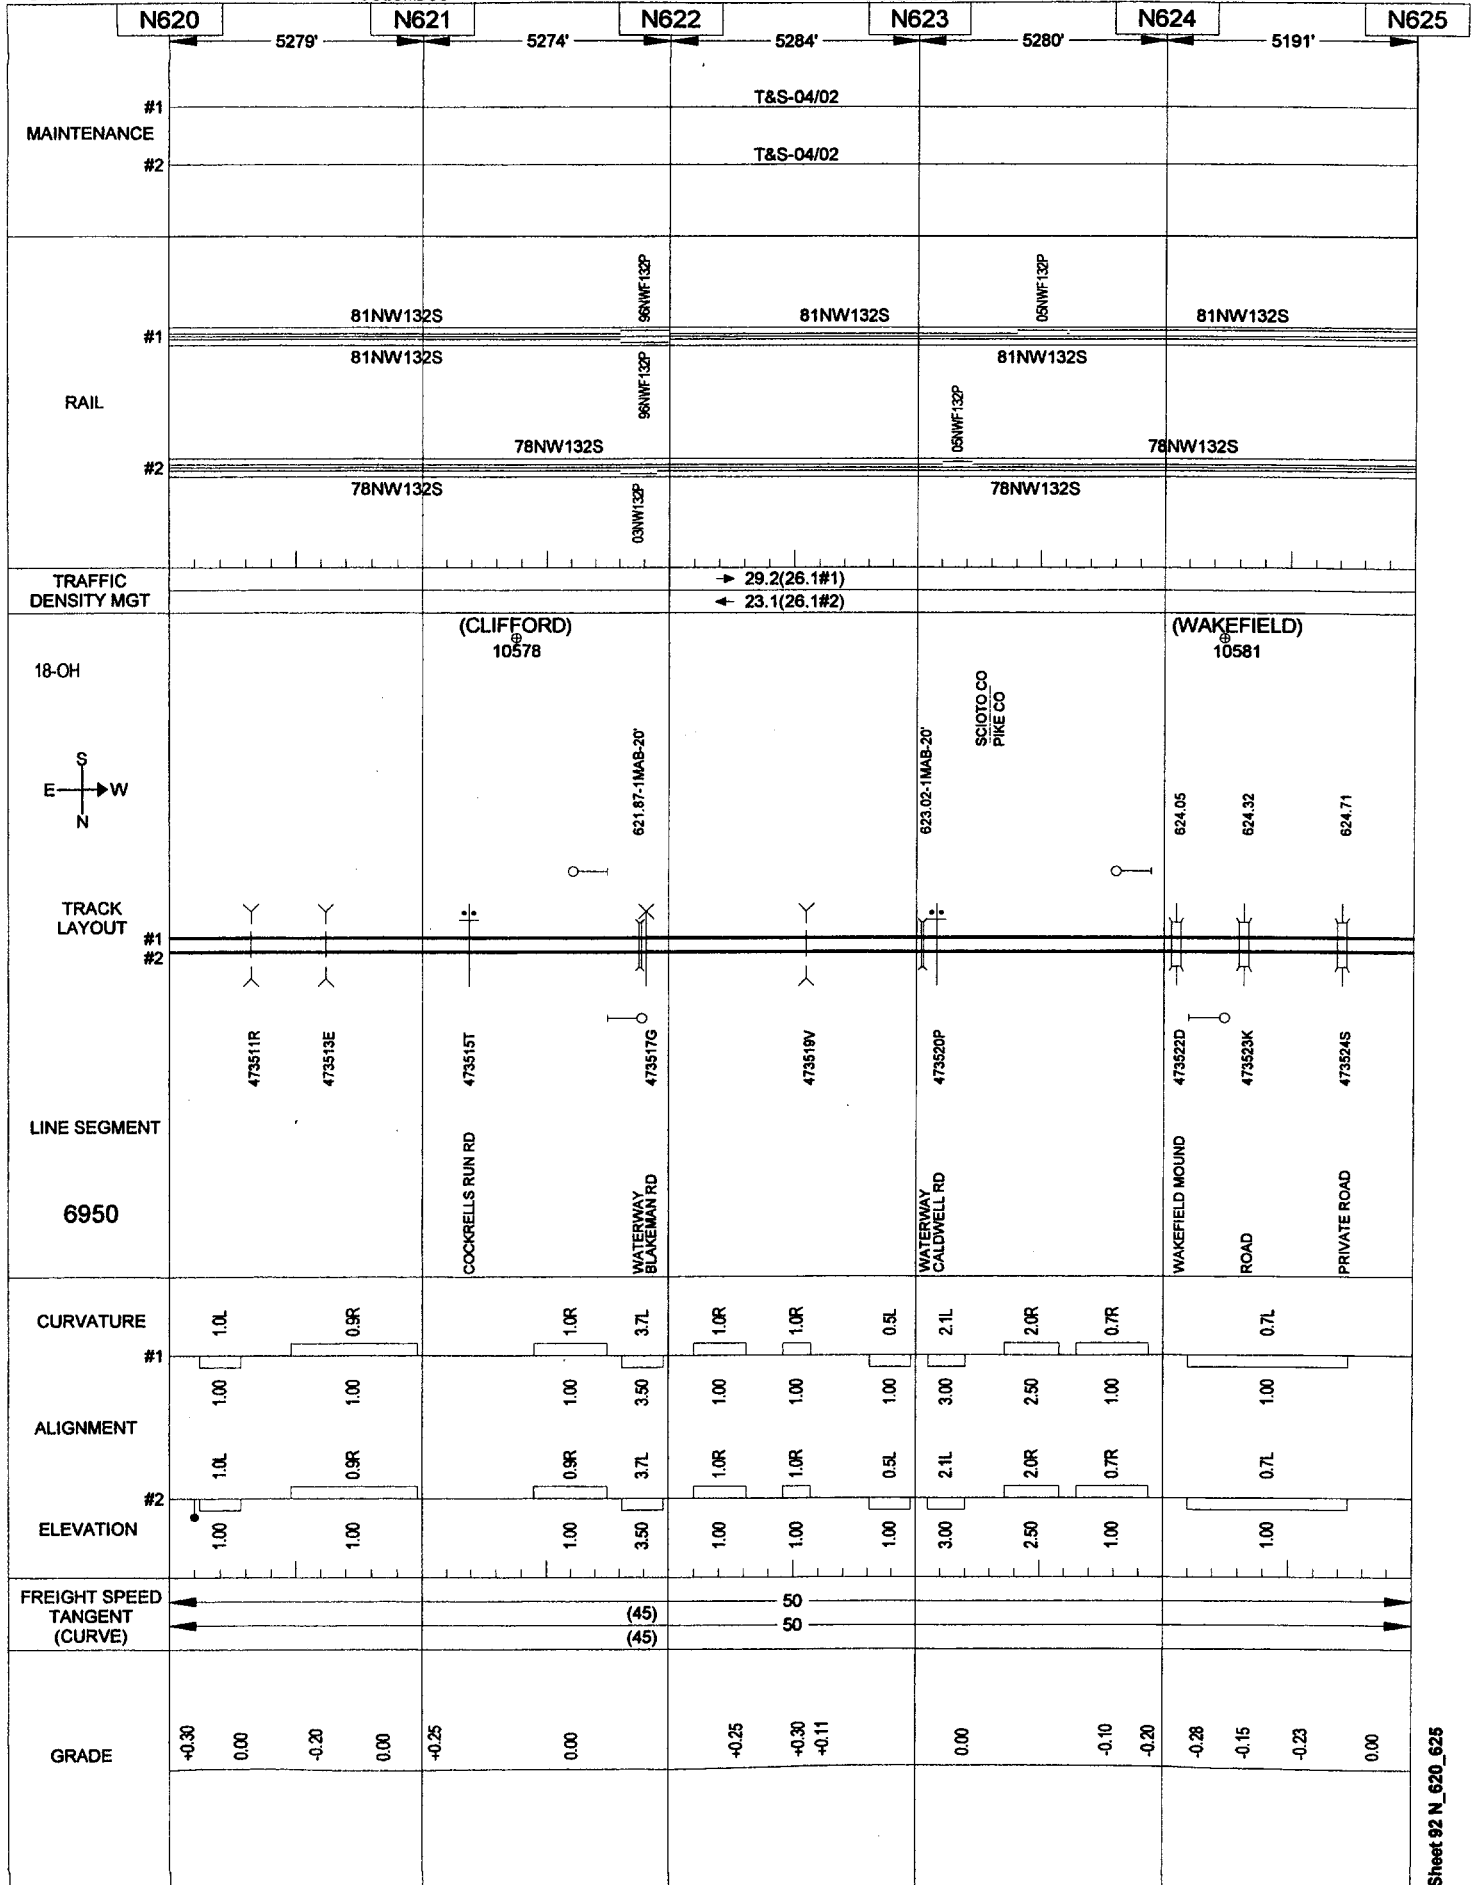 N620 N621 N622 N623 N624 N625
5279' 5274' 5284' 5280' 5191'
#1 T&S-04/02
MAINTENANCE
#2 T&S-04/02
96NWF132P 05NWF132P
81NW132S 81NW132S 81NW132S
#1
81NW132S 81NW132S
96NWF132P 05NWF132P
RAIL
78NW132S 78NW132S
#2
78NW132S 78NW132S
03NW132P
TRAFFIC
DENSITY MGT
→ 29.2(26.1#1)
← 23.1(26.1#2)
(CLIFFORD) (WAKEFIELD)
10578 10581
18-OH
SCIOTO CO
PIKE CO
S
E W
N
621.87-1MAB-20' 623.02-1MAB-20' 624.05 624.32 624.71
TRACK
LAYOUT
#1
#2
473511R 473513E 473515T 473517G 473519V 473520P 473522D 473523K 473524S
LINE SEGMENT
6950
COCKRELLS RUN RD
WATERWAY
BLAKEMAN RD
WATERWAY
CALDWELL RD
WAKEFIELD MOUND
ROAD
PRIVATE ROAD
CURVATURE
1.0L 0.9R 1.0R 3.7L 1.0R 1.0R 0.5L 2.1L 2.0R 0.7R 0.7L
#1
1.00 1.00 1.00 3.50 1.00 1.00 1.00 3.00 2.50 1.00 1.00
ALIGNMENT
1.0L 0.9R 0.9R 3.7L 1.0R 1.0R 0.5L 2.1L 2.0R 0.7R 0.7L
#2
ELEVATION
1.00 1.00 1.00 3.50 1.00 1.00 1.00 3.00 2.50 1.00 1.00
FREIGHT SPEED
TANGENT
(CURVE)
50
(45)
50
(45)
GRADE
+0.30 0.00 -0.20 0.00 +0.25 0.00 +0.25 +0.30 +0.11 0.00 -0.10 -0.20 -0.28 -0.15 -0.23 0.00
Sheet 92 N_620_625